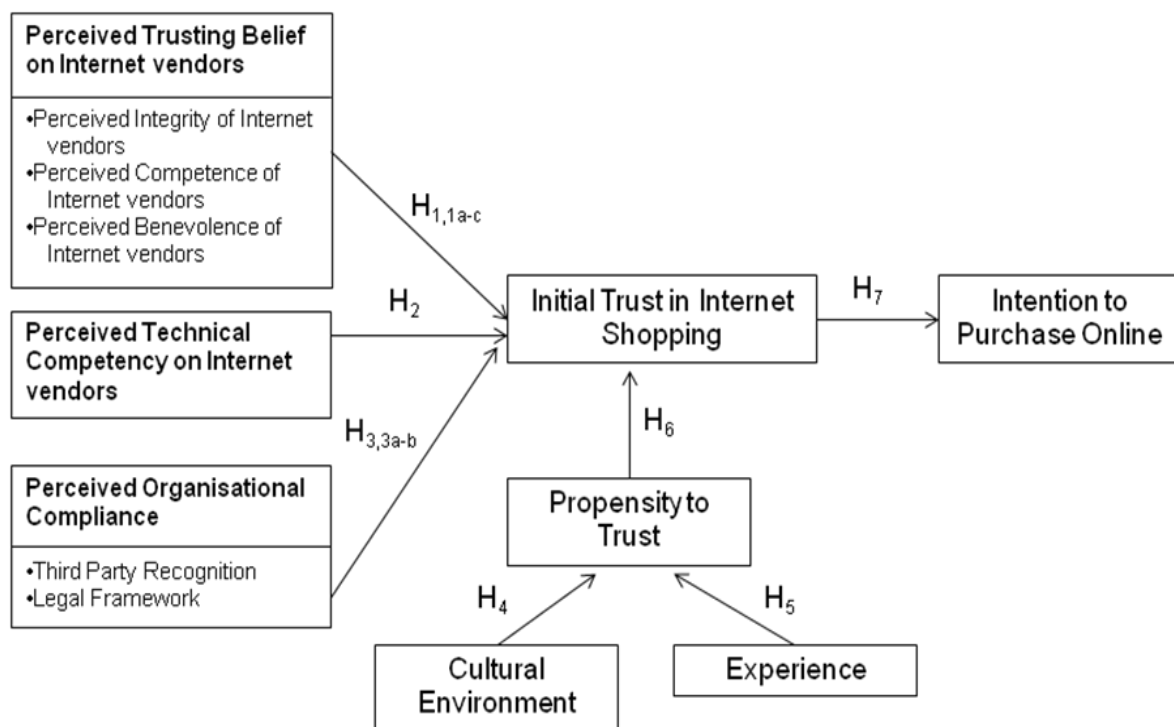 Perceived Trusting Belief
on Internet vendors
•Perceived Integrity of Internet
vendors
•Perceived Competence of
Internet vendors
•Perceived Benevolence of
Internet vendors
H1,1a-c
H2
Perceived Technical
Competency on Internet
vendors
H3,3a-b
Perceived Organisational
Compliance
•Third Party Recognition
•Legal Framework
Initial Trust in Internet
Shopping
H7
Intention to
Purchase Online
H6
Propensity to
Trust
H4
H5
Cultural
Environment
Experience